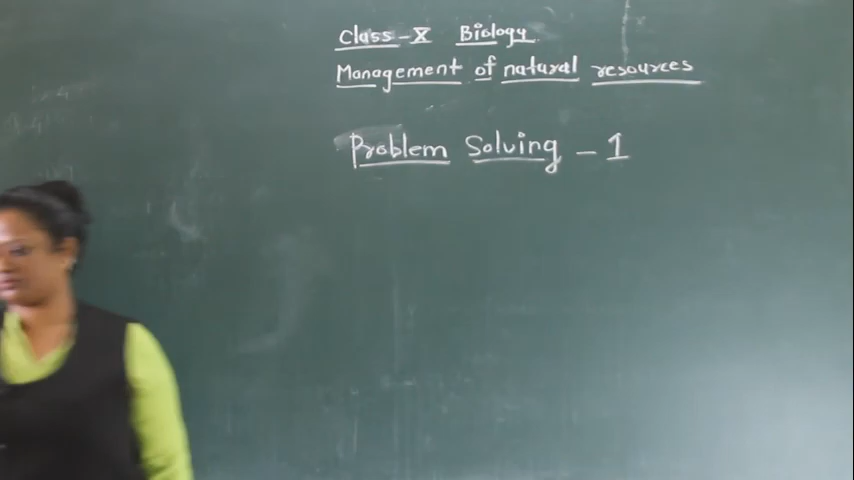 Class-X Biology
Management of natural resources
Problem Solving - 1